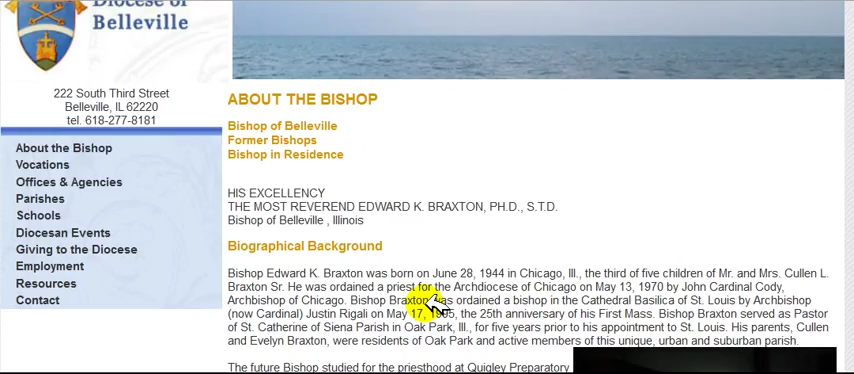 Diocese of
Belleville
222 South Third Street
Belleville, IL 62220
tel. 618-277-8181
About the Bishop
Vocations
Offices & Agencies
Parishes
Schools
Diocesan Events
Giving to the Diocese
Employment
Resources
Contact
ABOUT THE BISHOP
Bishop of Belleville
Former Bishops
Bishop in Residence
HIS EXCELLENCY
THE MOST REVEREND EDWARD K. BRAXTON, PH.D., S.T.D.
Bishop of Belleville , Illinois
Biographical Background
Bishop Edward K. Braxton was born on June 28, 1944 in Chicago, Ill., the third of five children of Mr. and Mrs. Cullen L.
Braxton Sr. He was ordained a priest for the Archdiocese of Chicago on May 13, 1970 by John Cardinal Cody,
Archbishop of Chicago. Bishop Braxton was ordained a bishop in the Cathedral Basilica of St. Louis by Archbishop
(now Cardinal) Justin Rigali on May 17, 1995, the 25th anniversary of his First Mass. Bishop Braxton served as Pastor
of St. Catherine of Siena Parish in Oak Park, Ill., for five years prior to his appointment to St. Louis. His parents, Cullen
and Evelyn Braxton, were residents of Oak Park and active members of this unique, urban and suburban parish.
The future Bishop studied for the priesthood at Quigley Preparatory